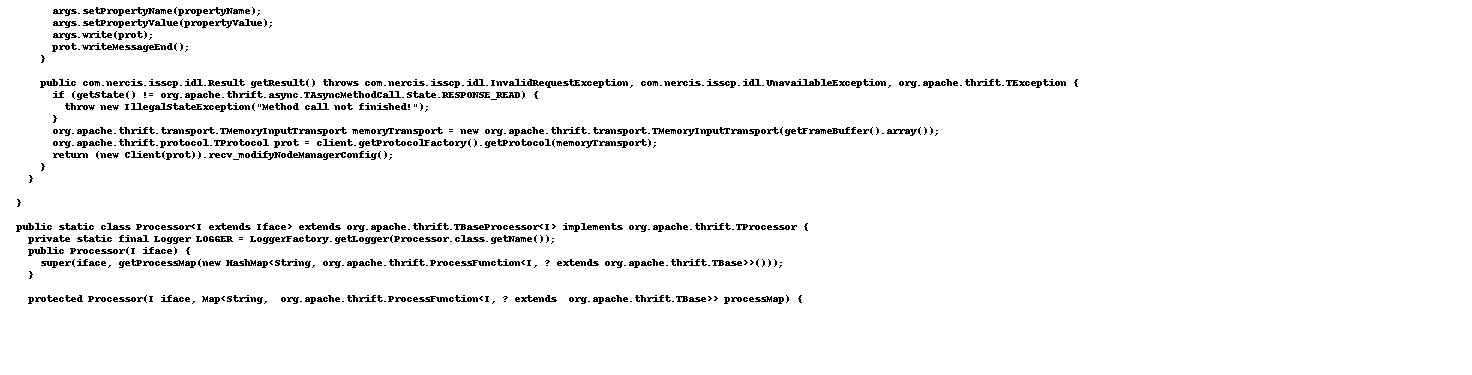 args.setPropertyName(propertyName);
args.setPropertyValue(propertyValue);
args.write(prot);
prot.writeMessageEnd();
}
public com.nercis.isscp.idl.Result getResult() throws com.nercis.isscp.idl.InvalidRequestException, com.nercis.isscp.idl.UnavailableException, org.apache.thrift.TException {
if (getState() != org.apache.thrift.async.TAsyncMethodCall.State.RESPONSE_READ) {
throw new IllegalStateException("Method call not finished!");
}
org.apache.thrift.transport.TMemoryInputTransport memoryTransport = new org.apache.thrift.transport.TMemoryInputTransport(getFrameBuffer().array());
org.apache.thrift.protocol.TProtocol prot = client.getProtocolFactory().getProtocol(memoryTransport);
return (new Client(prot)).recv_modifyNodeManagerConfig();
}
}
}
public static class Processor<I extends Iface> extends org.apache.thrift.TBaseProcessor<I> implements org.apache.thrift.TProcessor {
private static final Logger LOGGER = LoggerFactory.getLogger(Processor.class.getName());
public Processor(I iface) {
super(iface, getProcessMap(new HashMap<String, org.apache.thrift.ProcessFunction<I, ? extends org.apache.thrift.TBase>>()));
}
protected Processor(I iface, Map<String,  org.apache.thrift.ProcessFunction<I, ? extends  org.apache.thrift.TBase>> processMap) {